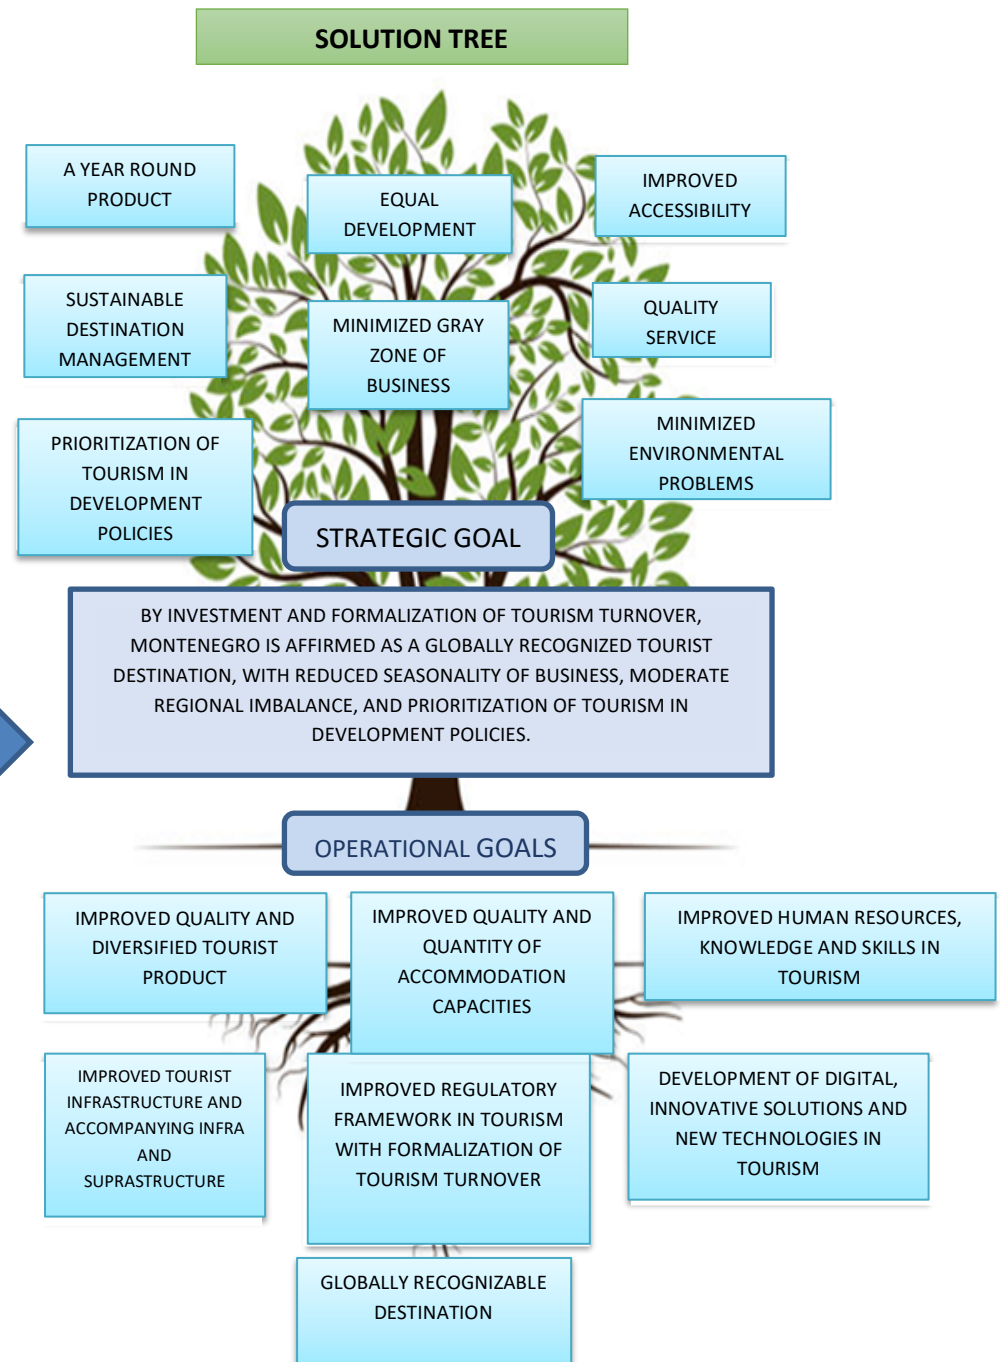 SOLUTION TREE
A YEAR ROUND
PRODUCT
EQUAL
DEVELOPMENT
IMPROVED
ACCESSIBILITY
SUSTAINABLE
DESTINATION
MANAGEMENT
MINIMIZED GRAY
ZONE OF
BUSINESS
QUALITY
SERVICE
PRIORITIZATION OF
TOURISM IN
DEVELOPMENT
POLICIES
MINIMIZED
ENVIRONMENTAL
PROBLEMS
STRATEGIC GOAL
BY INVESTMENT AND FORMALIZATION OF TOURISM TURNOVER,
MONTENEGRO IS AFFIRMED AS A GLOBALLY RECOGNIZED TOURIST
DESTINATION, WITH REDUCED SEASONALITY OF BUSINESS, MODERATE
REGIONAL IMBALANCE, AND PRIORITIZATION OF TOURISM IN
DEVELOPMENT POLICIES.
OPERATIONAL GOALS
IMPROVED QUALITY AND
DIVERSIFIED TOURIST
PRODUCT
IMPROVED QUALITY AND
QUANTITY OF
ACCOMMODATION
CAPACITIES
IMPROVED HUMAN RESOURCES,
KNOWLEDGE AND SKILLS IN
TOURISM
IMPROVED TOURIST
INFRASTRUCTURE AND
ACCOMPANYING INFRA
AND
SUPRASTRUCTURE
IMPROVED REGULATORY
FRAMEWORK IN TOURISM
WITH FORMALIZATION OF
TOURISM TURNOVER
DEVELOPMENT OF DIGITAL,
INNOVATIVE SOLUTIONS AND
NEW TECHNOLOGIES IN
TOURISM
GLOBALLY RECOGNIZABLE
DESTINATION